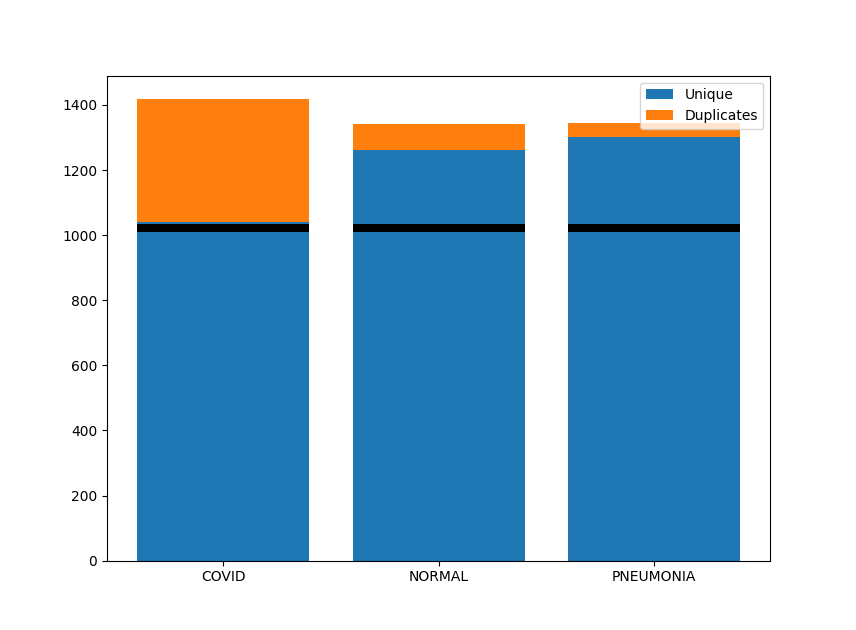 Unique
Duplicates
1400
1200
1000
800
600
400
200
0
COVID
NORMAL
PNEUMONIA